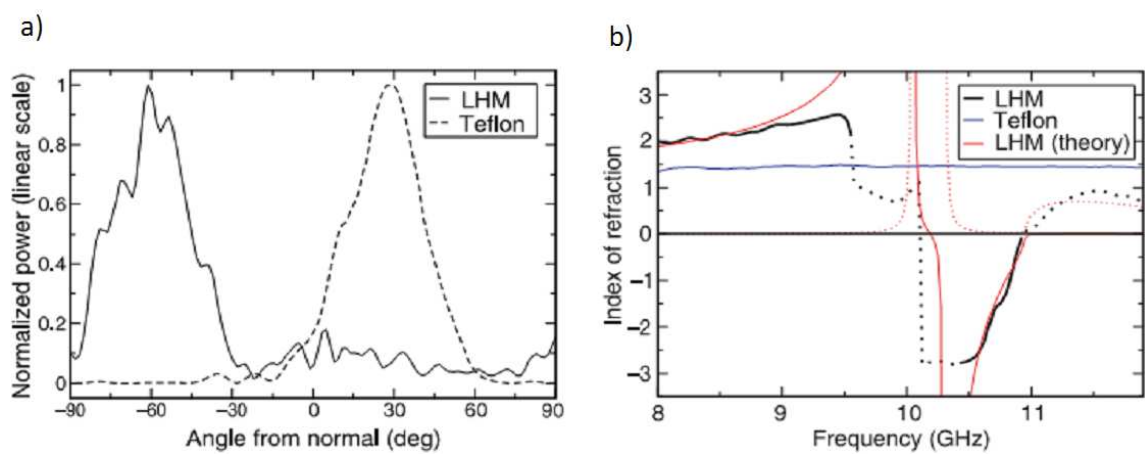 a)
Normalized power (linear scale)
1
0.8
0.6
0.4
0.2
0
LHM
Teflon
−90
−60
−30
0
30
60
90
Angle from normal (deg)
b)
Index of refraction
3
2
1
0
−1
−2
−3
LHM
Teflon
LHM (theory)
8
9
10
11
Frequency (GHz)